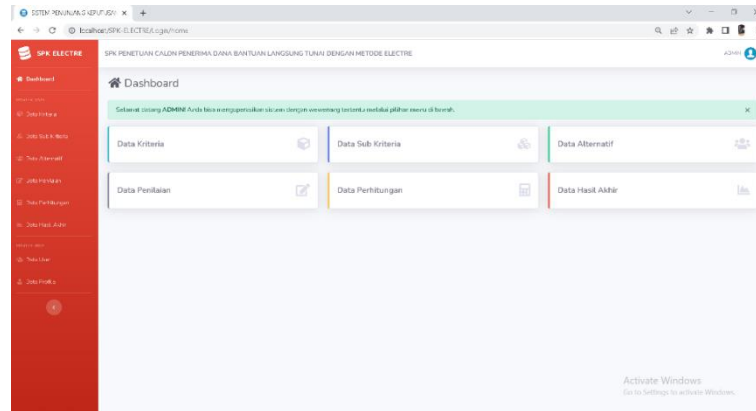 SISTEM PENUNJANG KEPUTUSAN
localhost/SPK-ELECTRE/Login/home
SPK ELECTRE
SPK PENETUAN CALON PENERIMA DANA BANTUAN LANGSUNG TUNAI DENGAN METODE ELECTRE
ADMIN
Dashboard
Dashboard
Selamat datang ADMIN! Anda bisa mengoperasikan sistem dengan wewenang tertentu melalui pilihan menu di bawah.
Data Kriteria
Data Sub Kriteria
Data Alternatif
Data Penilaian
Data Perhitungan
Data Hasil Akhir
Data Kriteria
Data Sub Kriteria
Data Alternatif
Data Penilaian
Data Perhitungan
Data Hasil Akhir
Data User
Data Profile
Activate Windows
Go to Settings to activate Windows.